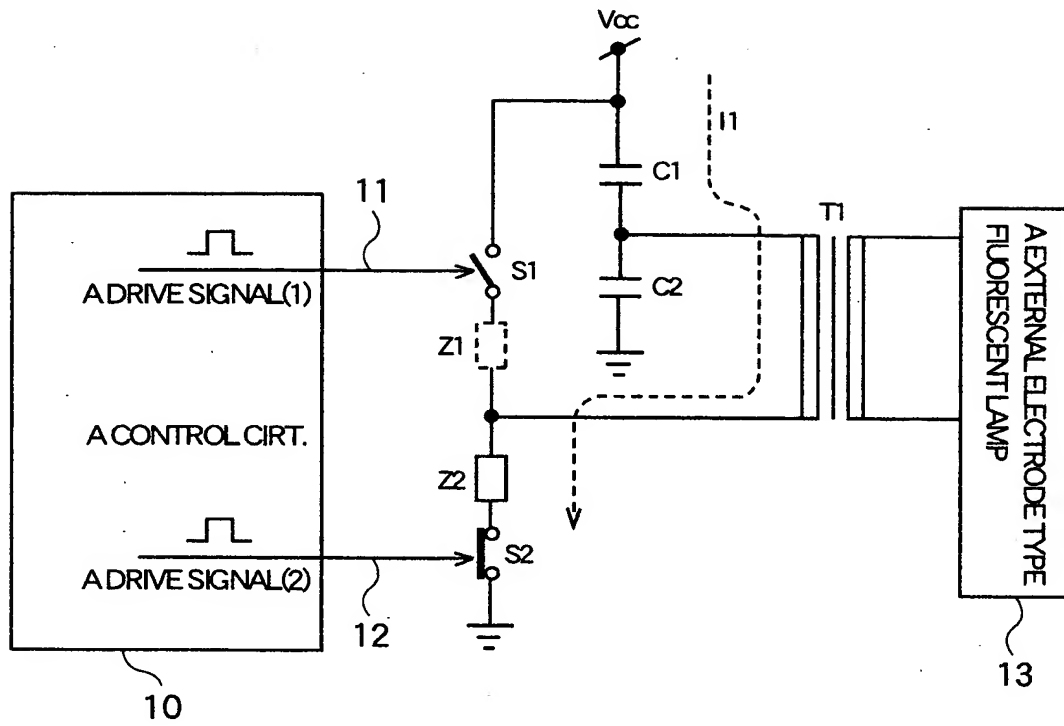 Vcc
I1
C1
11
T1
S1
A DRIVE SIGNAL(1)
C2
Z1
A CONTROL CIRT.
Z2
S2
A DRIVE SIGNAL(2)
12
10
A EXTERNAL ELECTRODE TYPE
FIUORESCENT LAMP
13